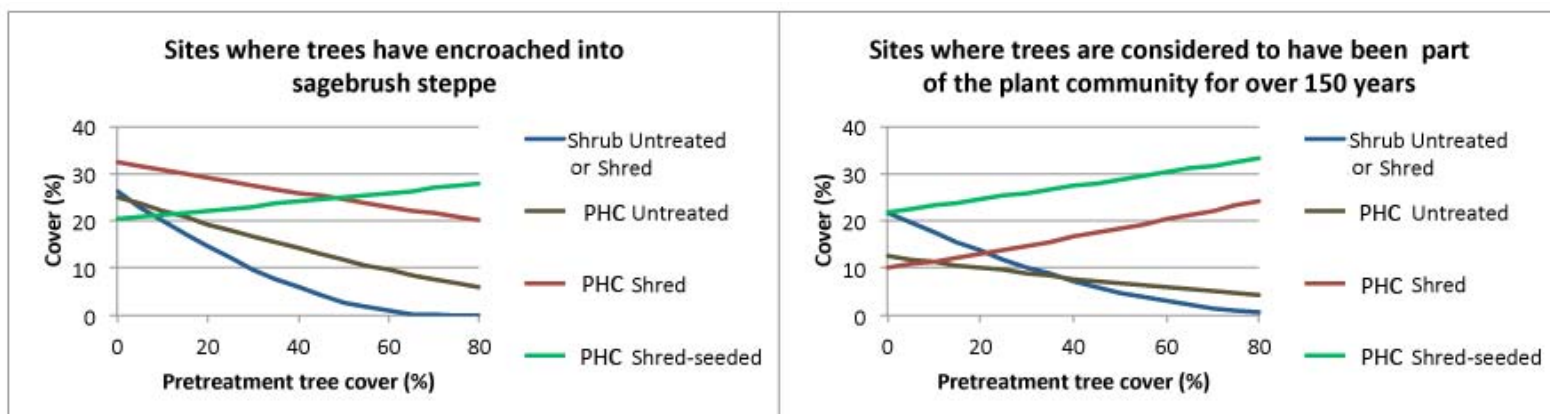 Sites where trees have encroached into
sagebrush steppe
40
30
20
10
0
Cover (%)
0 20 40 60 80
Pretreatment tree cover (%)
Shrub Untreated
or Shred
PHC Untreated
PHC Shred
PHC Shred-seeded
Sites where trees are considered to have been part
of the plant community for over 150 years
40
30
20
10
0
Cover (%)
0 20 40 60 80
Pretreatment tree cover (%)
Shrub Untreated
or Shred
PHC Untreated
PHC Shred
PHC Shred-seeded